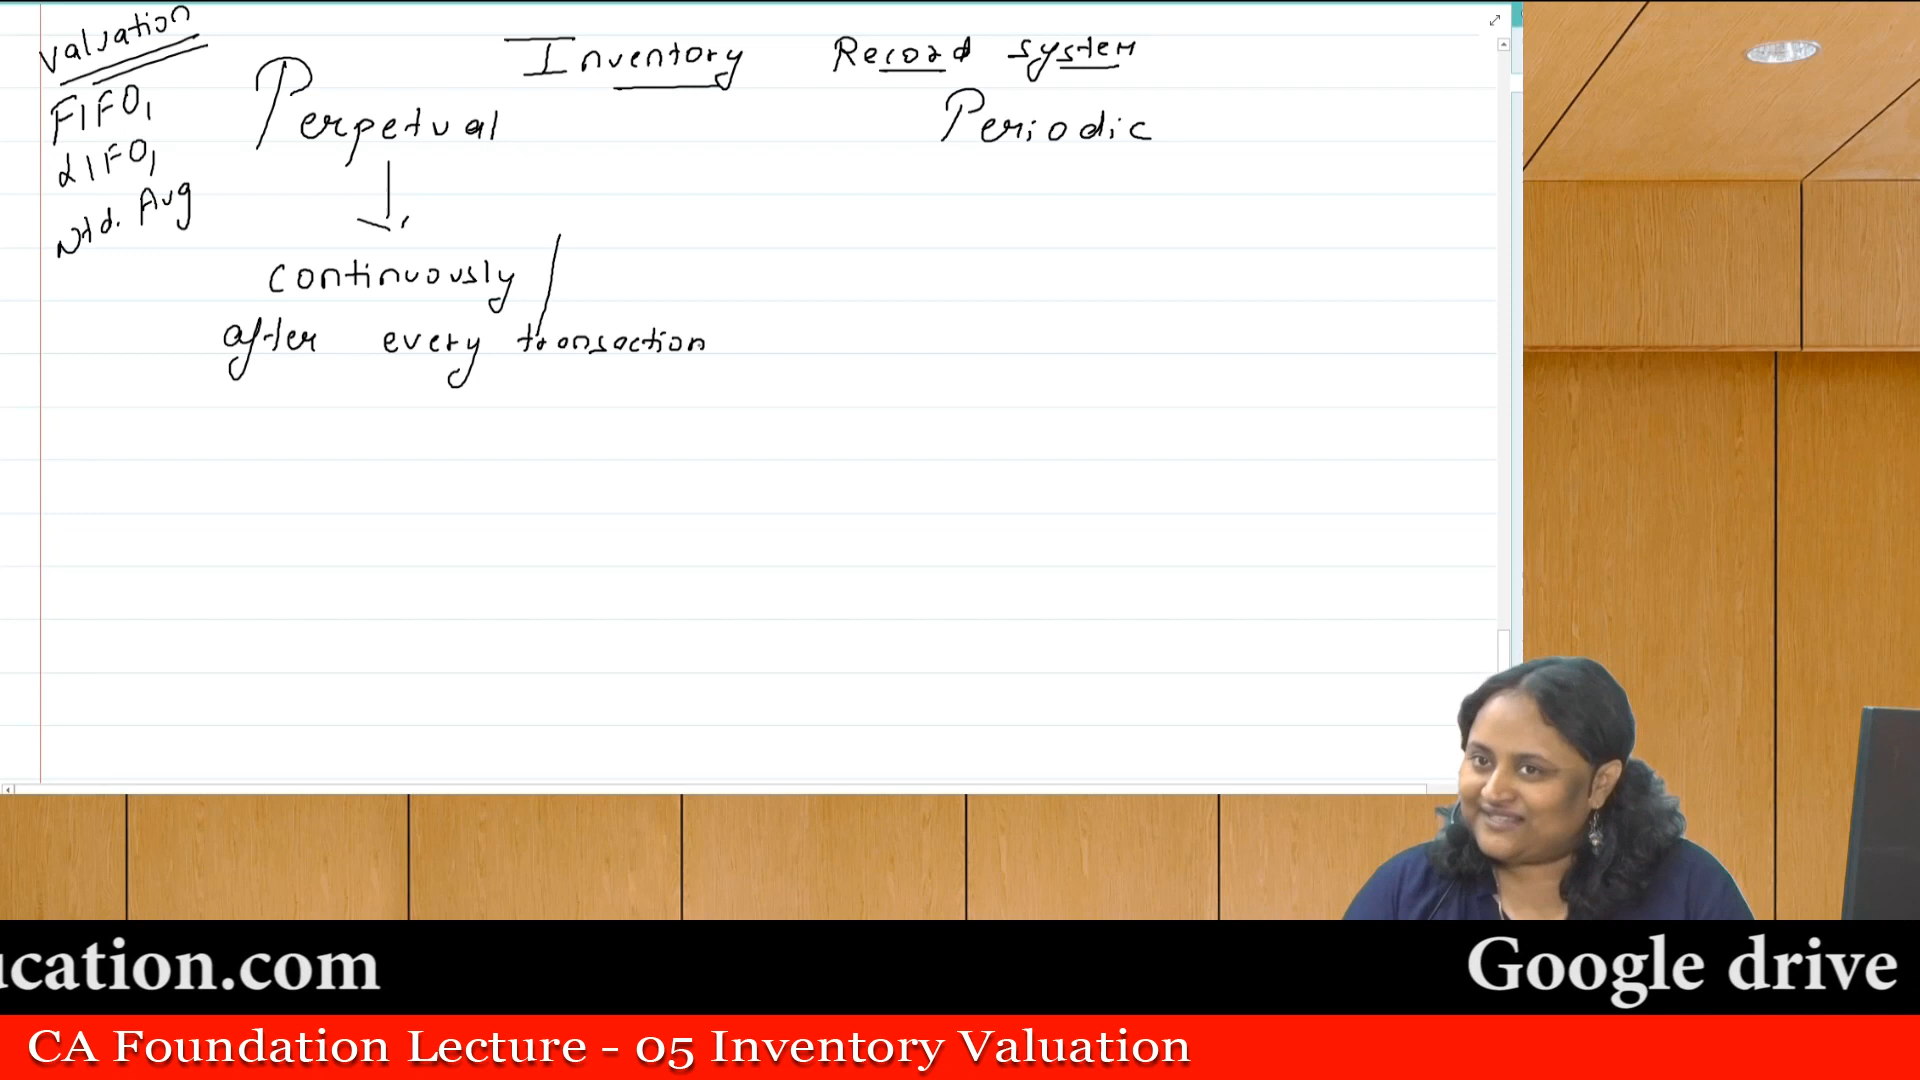 Valuation
FIFO,
LIFO,
Wtd. Avg
Inventory Record system
Perpetual
Periodic
continuously
after every transaction
ucation.com
Google drive
CA Foundation Lecture - 05 Inventory Valuation